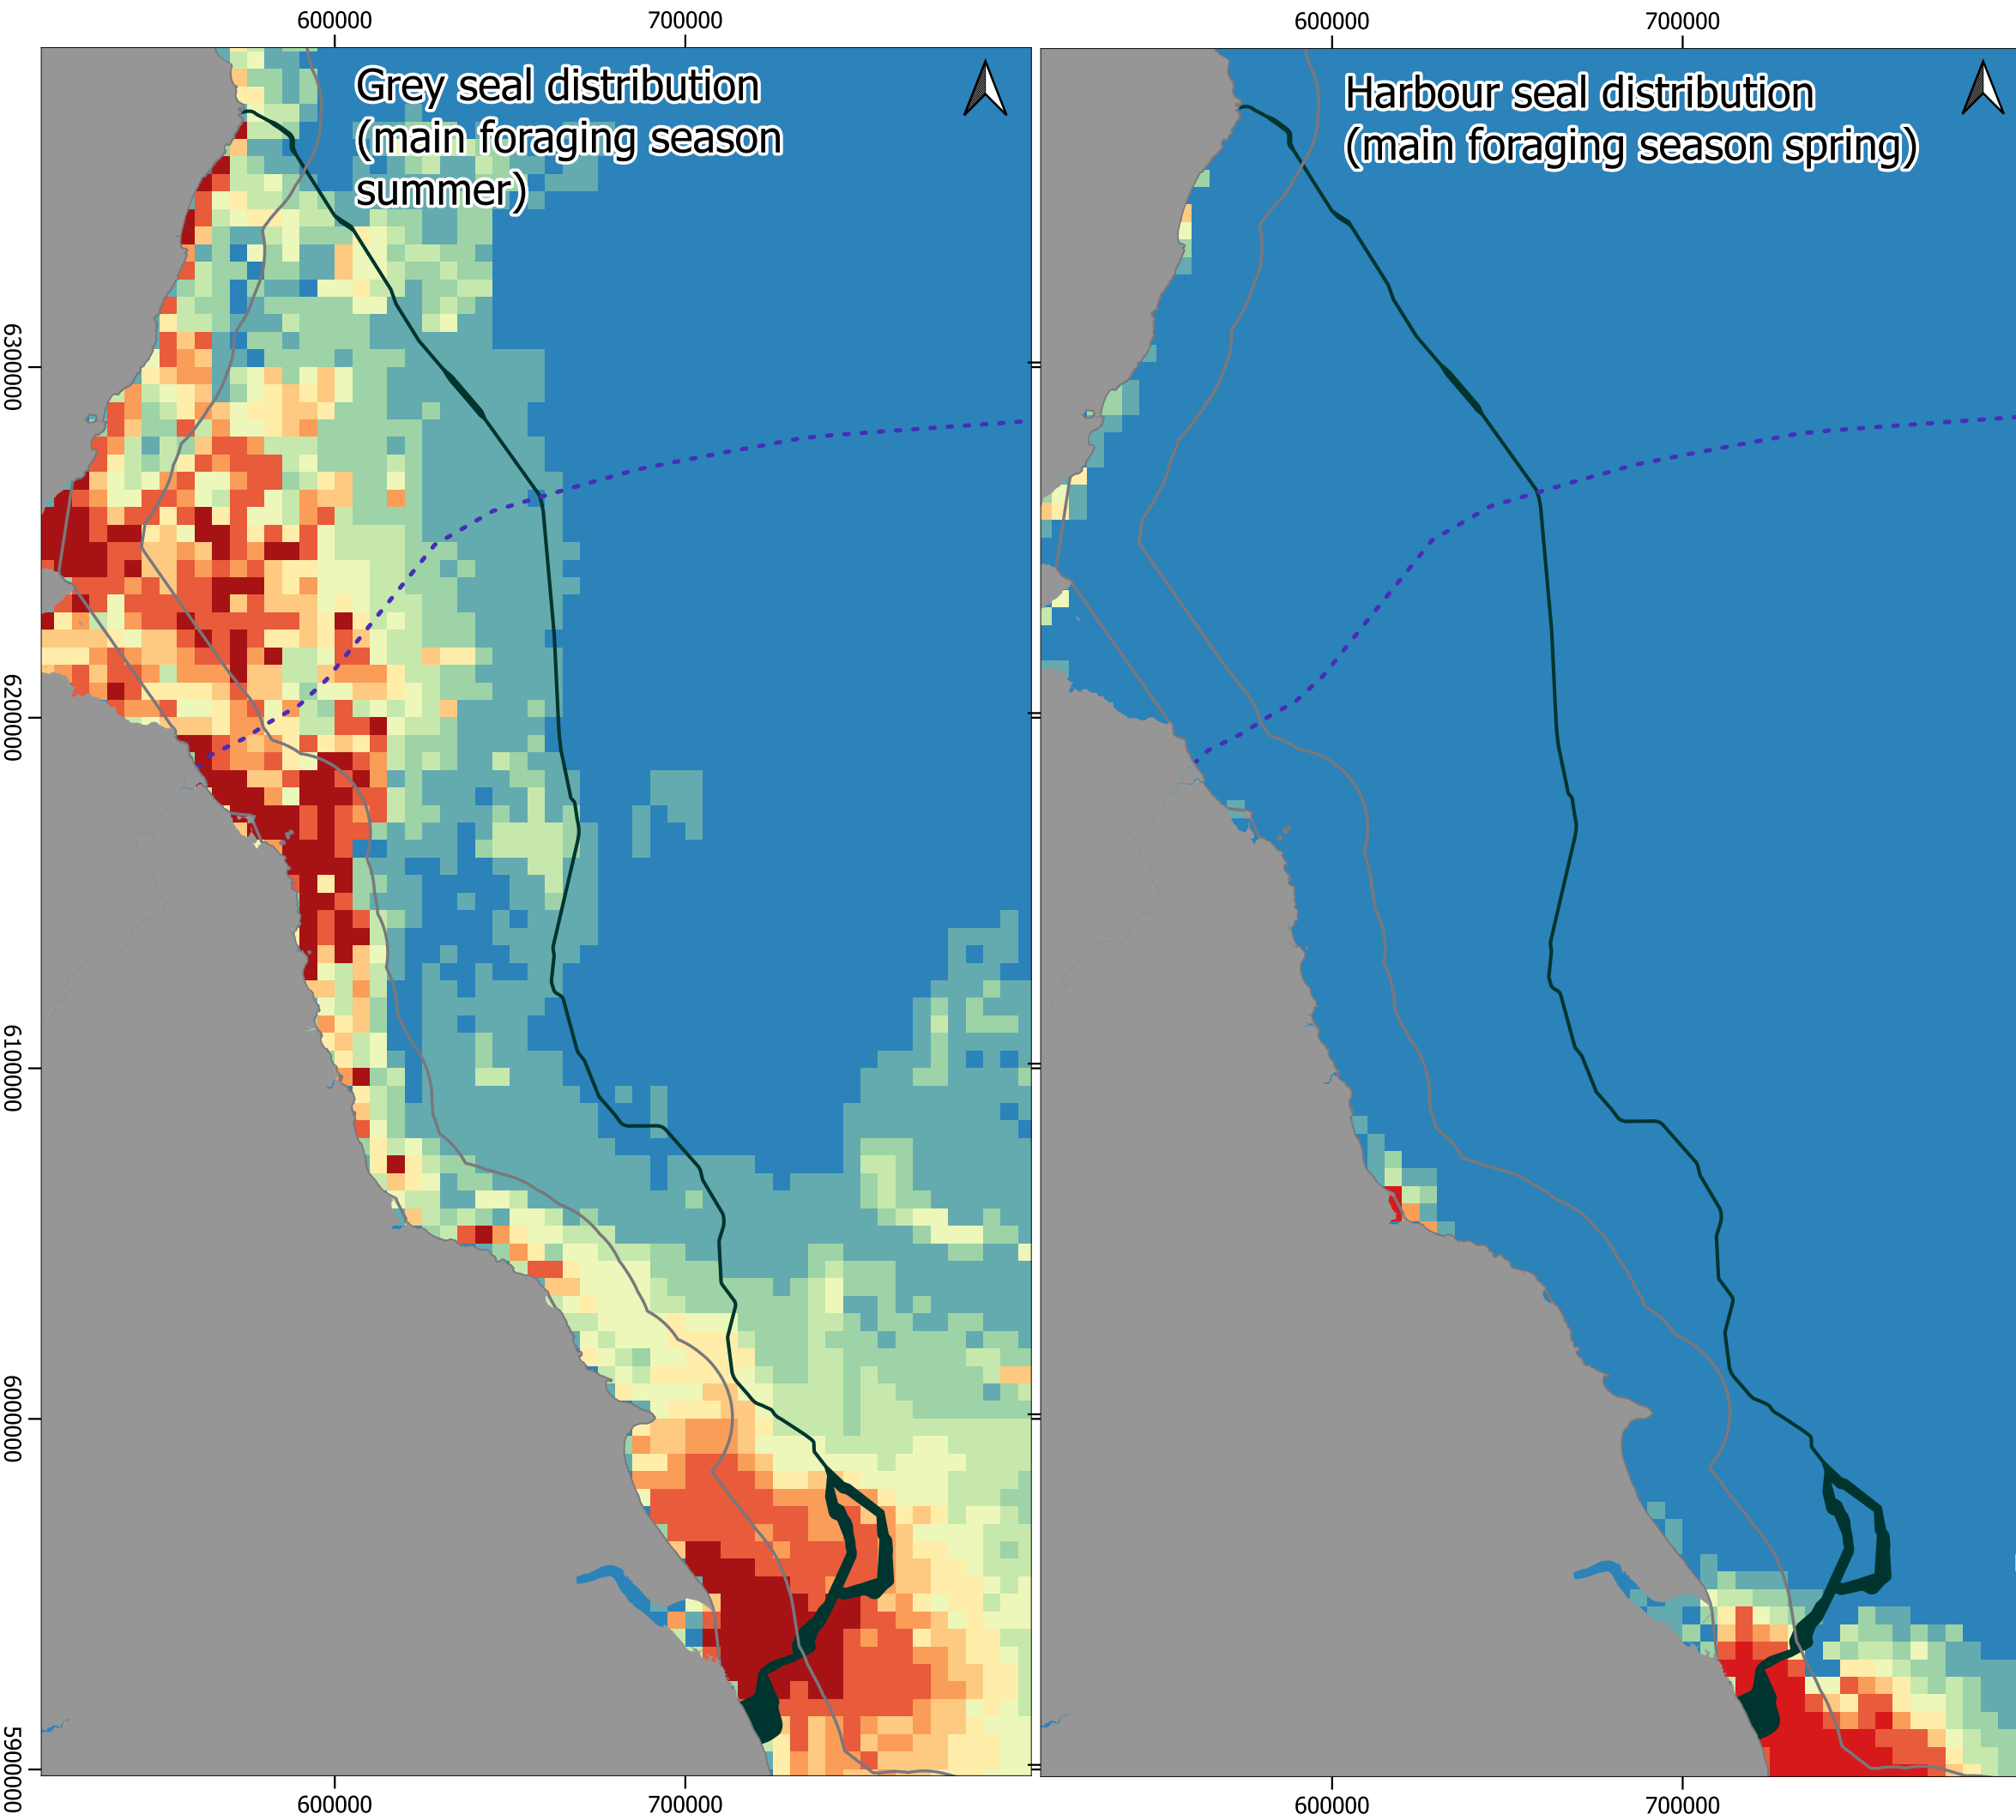 600000
700000
600000
700000
Grey seal distribution
(main foraging season
summer)
Harbour seal distribution
(main foraging season spring)
6300000
6200000
6100000
6000000
5900000
600000
700000
600000
700000